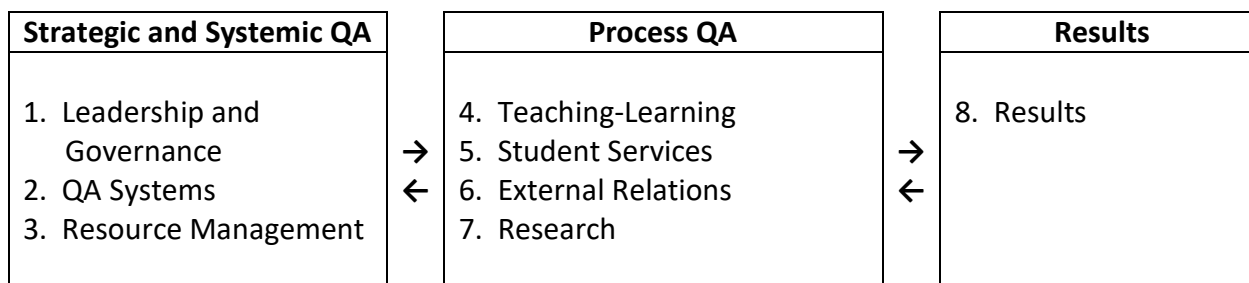 Strategic and Systemic QA
1. Leadership and
Governance
2. QA Systems
3. Resource Management
→
←
Process QA
4. Teaching-Learning
5. Student Services
6. External Relations
7. Research
→
←
Results
8. Results